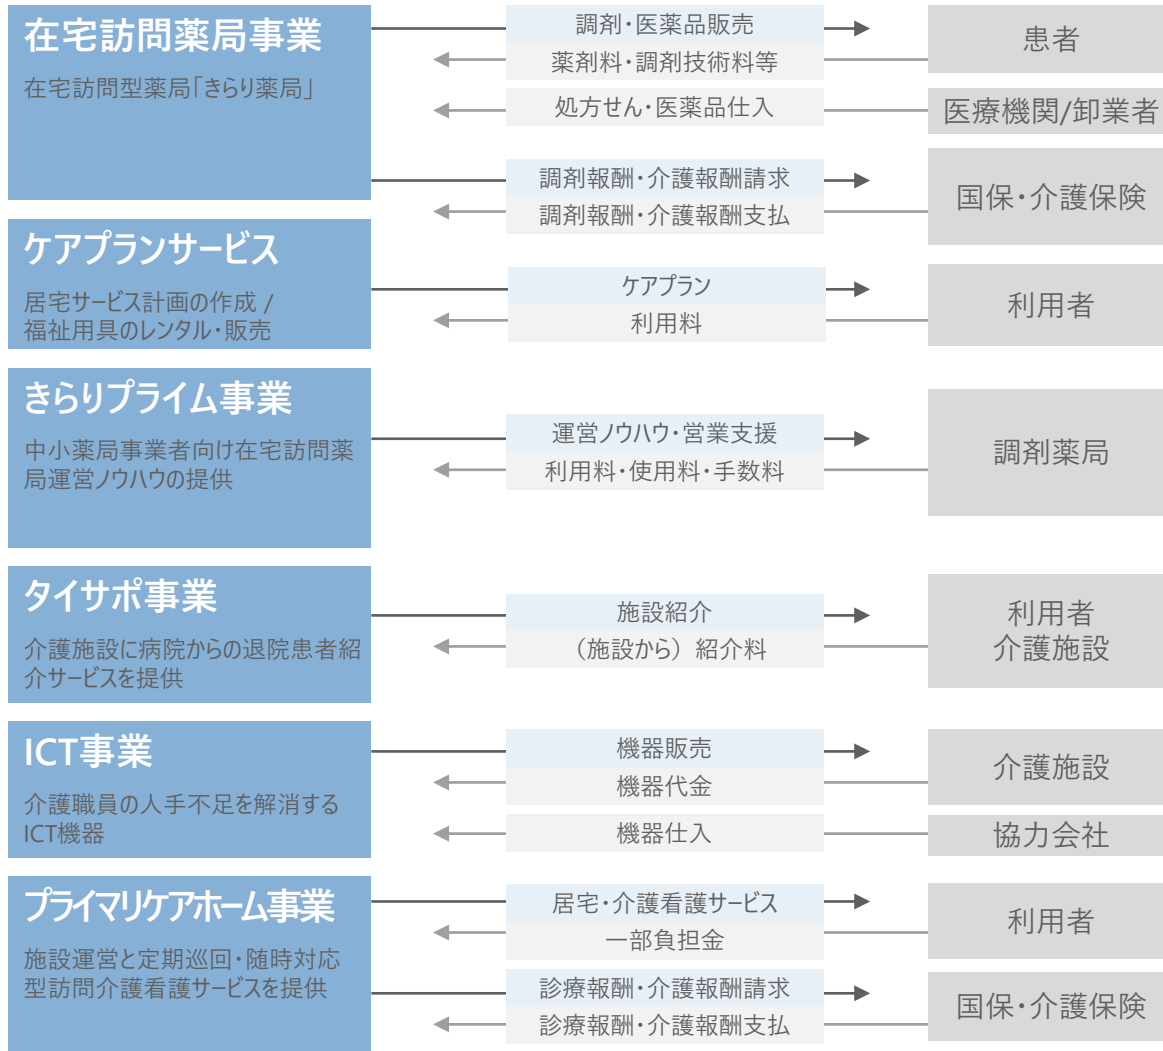 在宅訪問薬局事業
在宅訪問型薬局「きらり薬局」
調剤・医薬品販売
薬剤料・調剤技術料等
患者
処方せん・医薬品仕入
医療機関/卸業者
調剤報酬・介護報酬請求
調剤報酬・介護報酬支払
国保・介護保険
ケアプランサービス
居宅サービス計画の作成 /
福祉用具のレンタル・販売
ケアプラン
利用料
利用者
きらりプライム事業
中小薬局事業者向け在宅訪問薬
局運営ノウハウの提供
運営ノウハウ・営業支援
利用料・使用料・手数料
調剤薬局
タイサポ事業
介護施設に病院からの退院患者紹
介サービスを提供
施設紹介
（施設から）紹介料
利用者
介護施設
ICT事業
介護職員の人手不足を解消する
ICT機器
機器販売
機器代金
介護施設
機器仕入
協力会社
プライマリケアホーム事業
施設運営と定期巡回・随時対応
型訪問介護看護サービスを提供
居宅・介護看護サービス
一部負担金
利用者
診療報酬・介護報酬請求
診療報酬・介護報酬支払
国保・介護保険